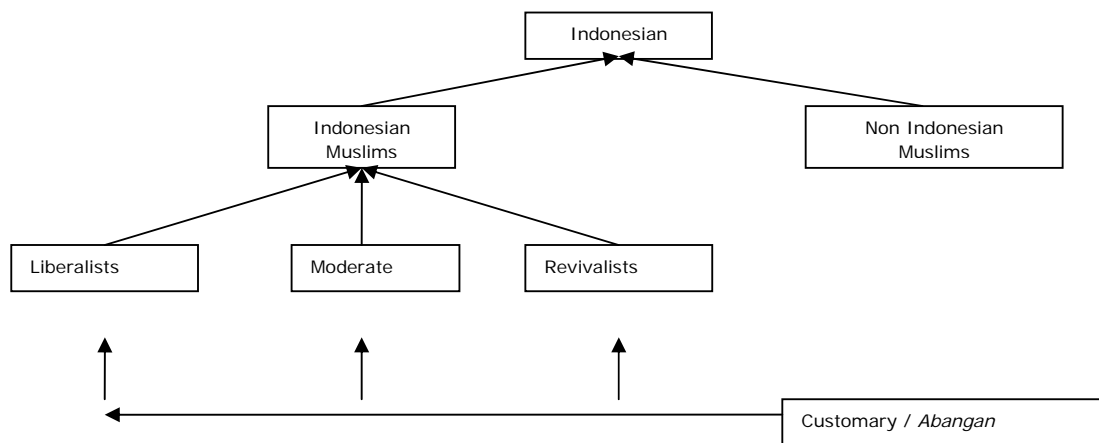 Indonesian
Indonesian
Muslims
Non Indonesian
Muslims
Liberalists
Moderate
Revivalists
Customary / Abangan